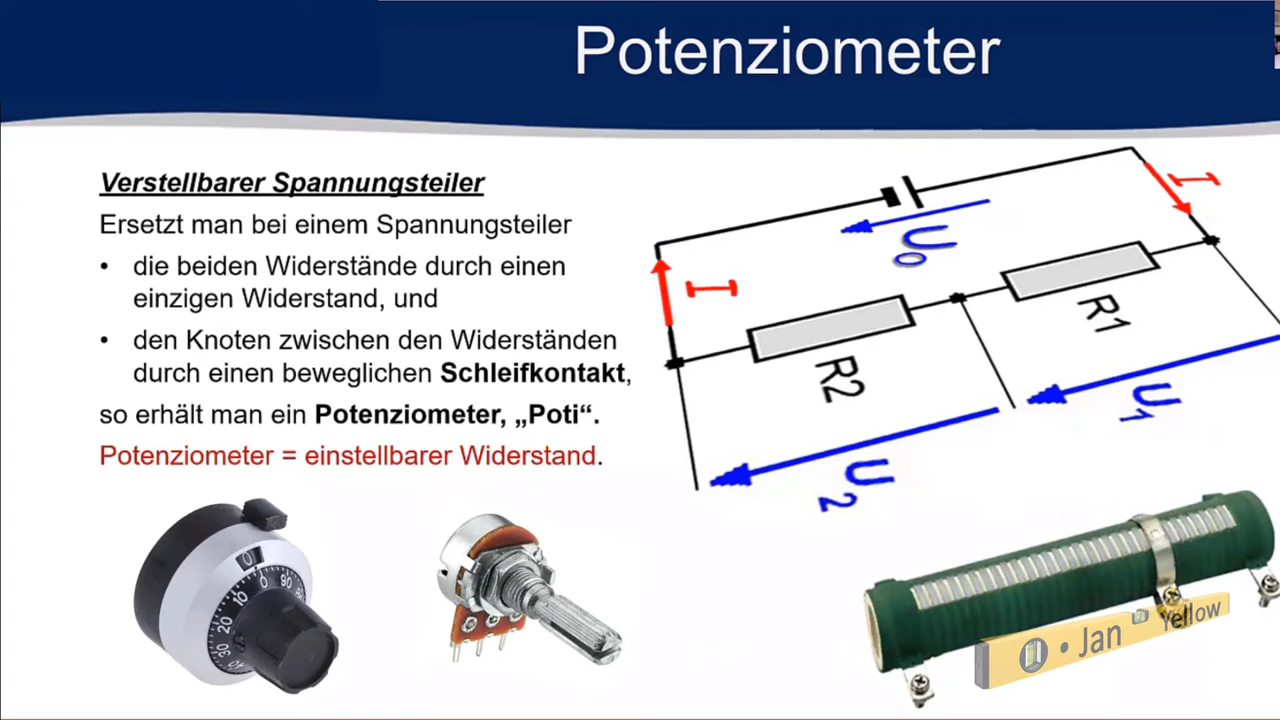 Potenziometer
Verstellbarer Spannungsteiler
Ersetzt man bei einem Spannungsteiler
• die beiden Widerstände durch einen
einzigen Widerstand, und
• den Knoten zwischen den Widerständen
durch einen beweglichen Schleifkontakt,
so erhält man ein Potenziometer, „Poti“.
Potenziometer = einstellbarer Widerstand.
I
U0
I
R1
R2
U1
U2
0
0 90
10
20
30
• Jan Yellow